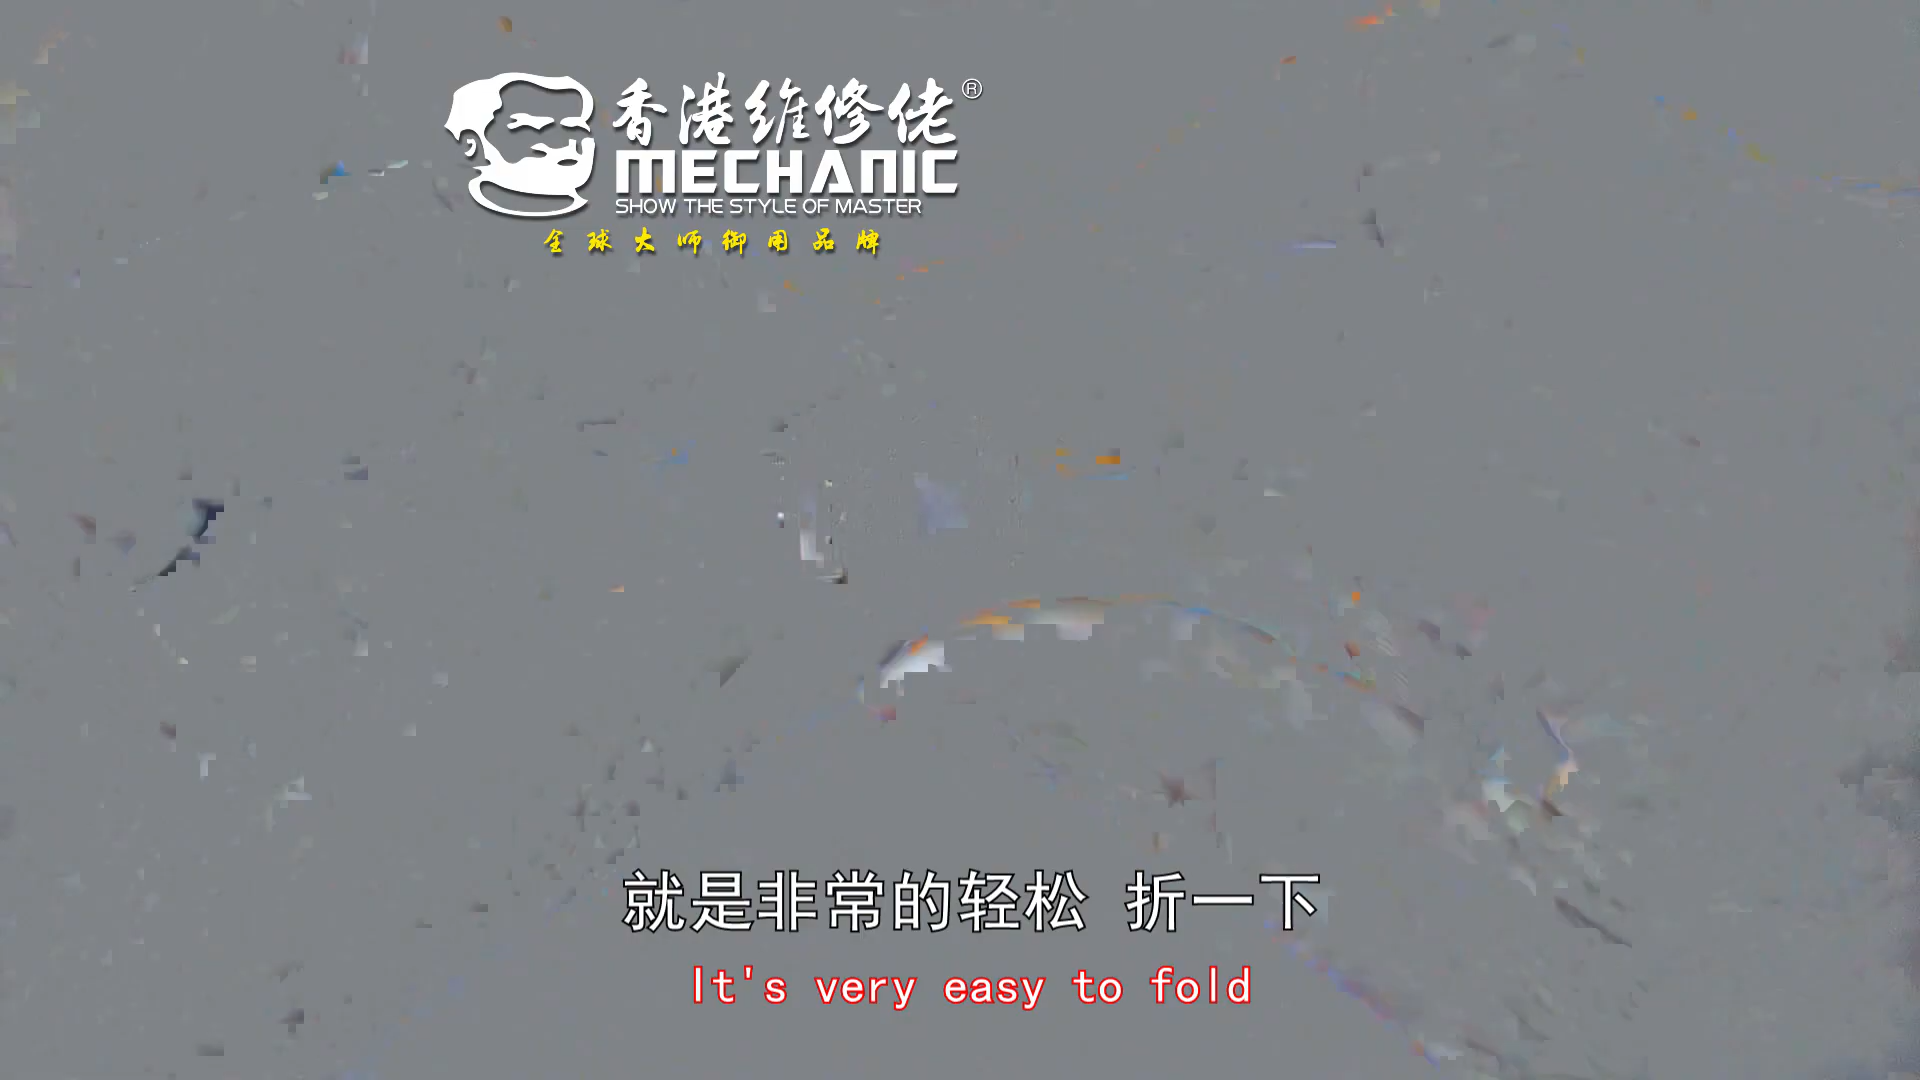 香港维修佬®
MECHANIC
SHOW THE STYLE OF MASTER
全球大师御用品牌
就是非常的轻松 折一下
It's very easy to fold